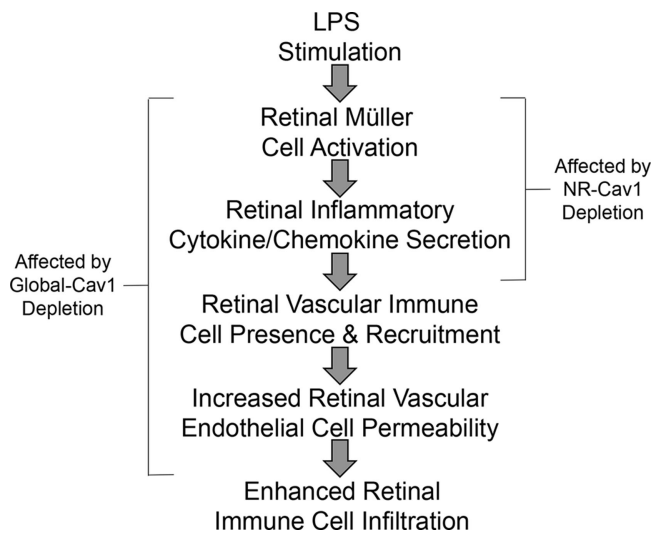 LPS
Stimulation
Retinal Müller
Cell Activation
Affected by
NR-Cav1
Depletion
Retinal Inflammatory
Cytokine/Chemokine Secretion
Affected by
Global-Cav1
Depletion
Retinal Vascular Immune
Cell Presence & Recruitment
Increased Retinal Vascular
Endothelial Cell Permeability
Enhanced Retinal
Immune Cell Infiltration